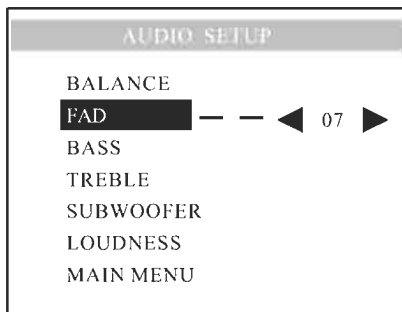 AUDIO SETUP
BALANCE
FAD — — ◀ 07 ▶
BASS
TREBLE
SUBWOOFER
LOUDNESS
MAIN MENU